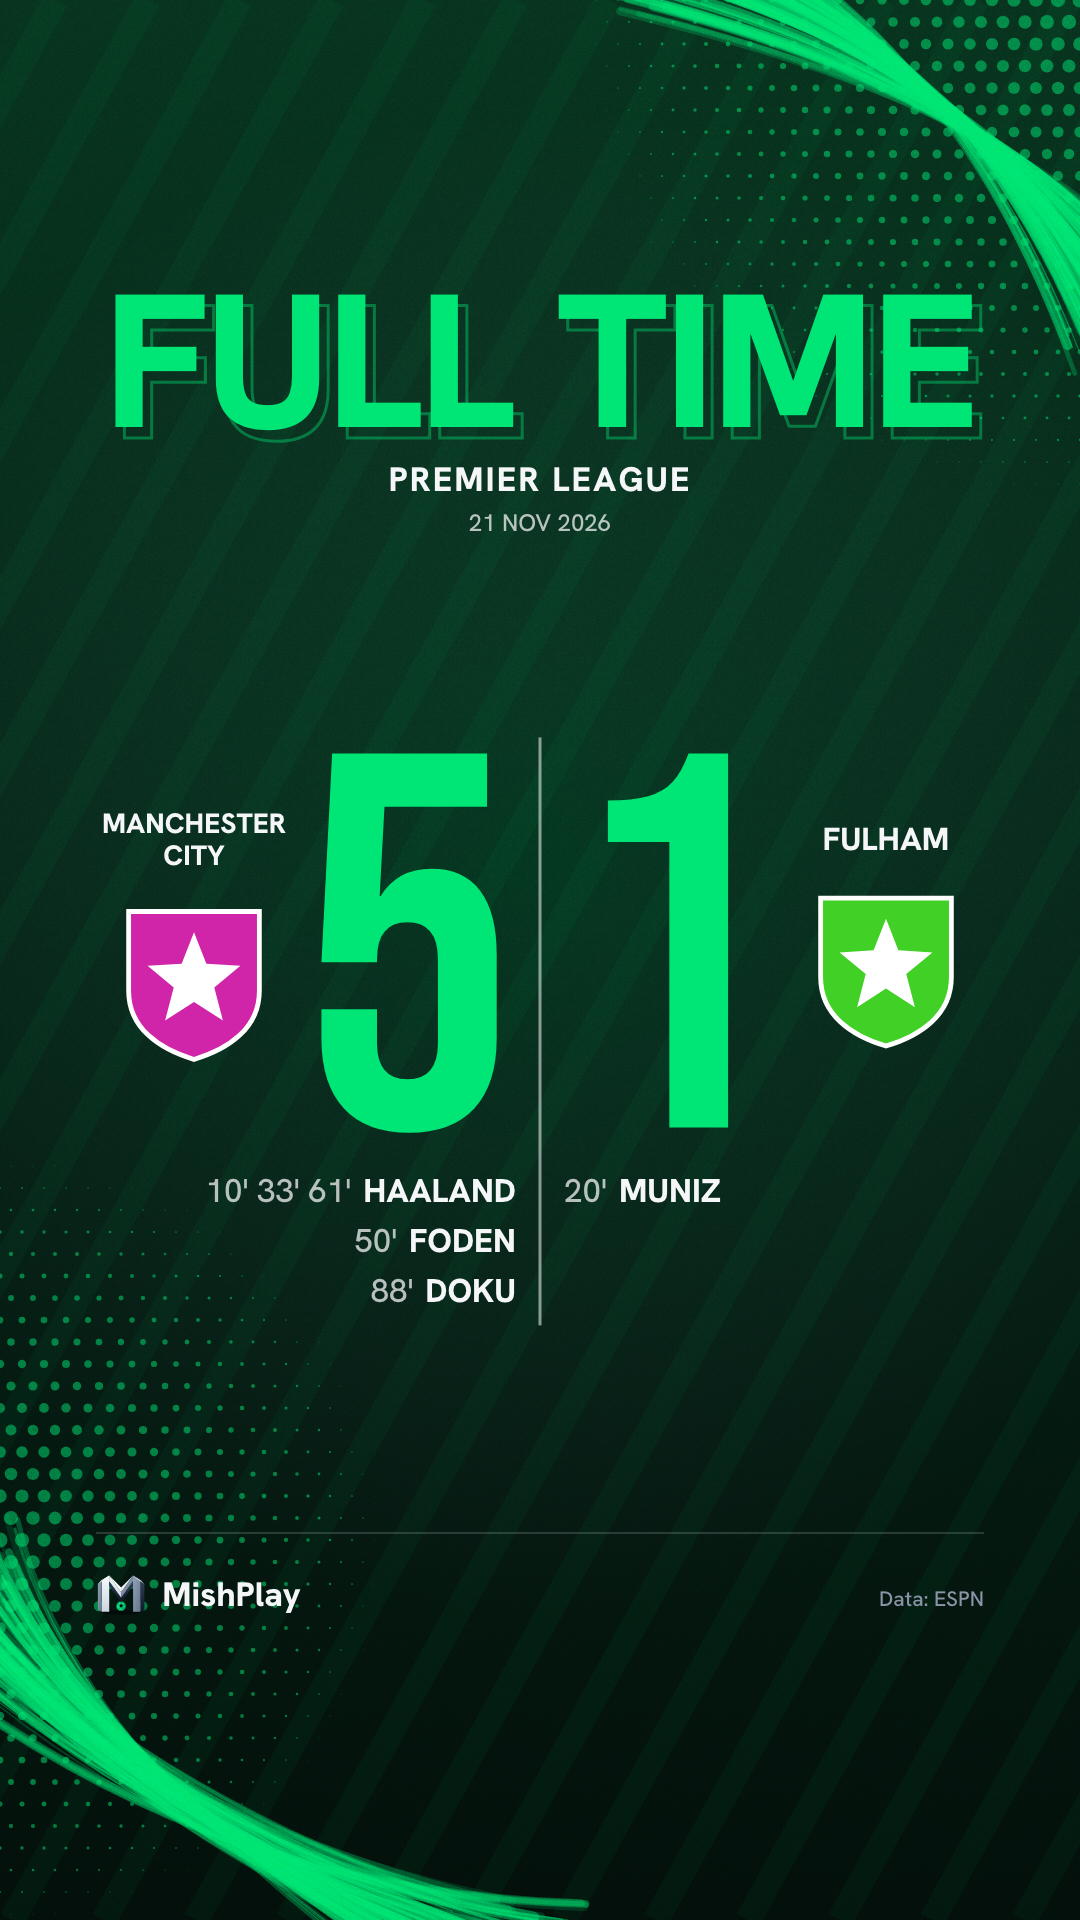 FULL TIME
PREMIER LEAGUE
21 NOV 2026
MANCHESTER
CITY
5
1
FULHAM
10' 33' 61' HAALAND
50' FODEN
88' DOKU
20' MUNIZ
MishPlay
Data: ESPN